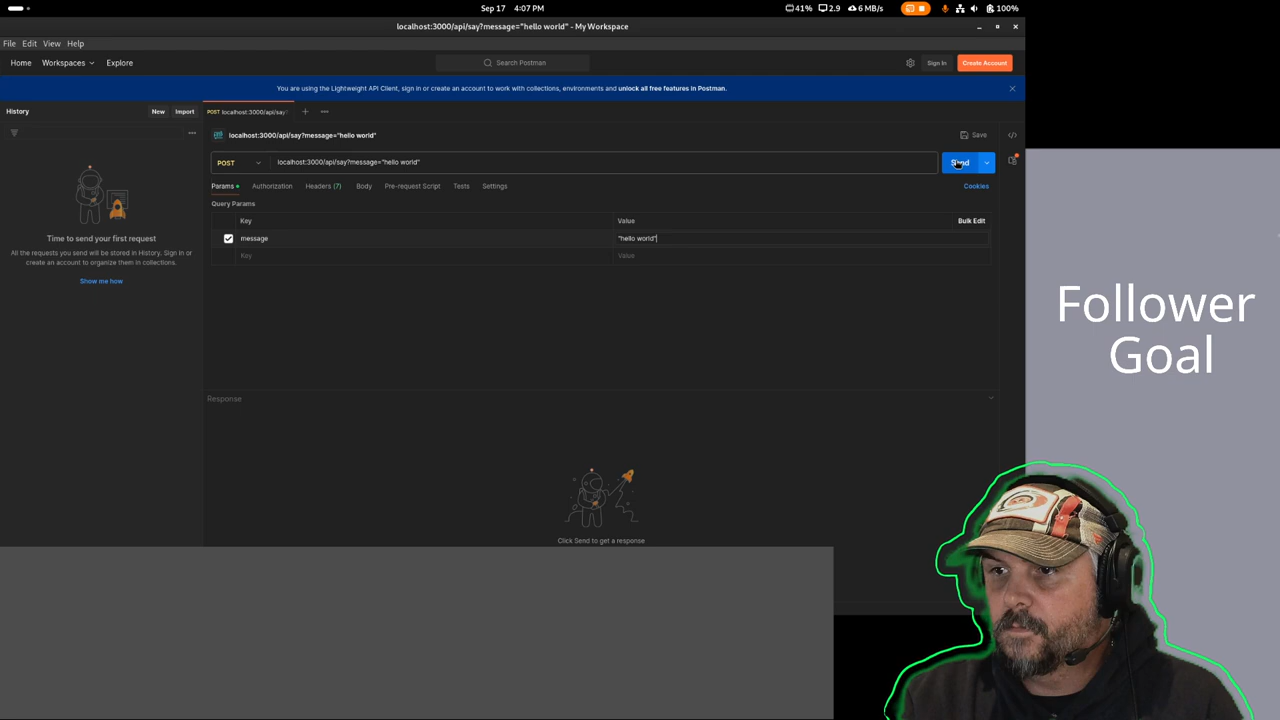 Sep 17 4:07 PM
41% 2.9 6 MB/s 100%
localhost:3000/api/say?message="hello world" - My Workspace
File Edit View Help
Home Workspaces Explore Search Postman Sign In Create Account
You are using the Lightweight API Client, sign in or create an account to work with collections, environments and unlock all free features in Postman.
History New Import
POST localhost:3000/api/say?
localhost:3000/api/say?message="hello world" Save
POST localhost:3000/api/say?message="hello world" Send
Params Authorization Headers (7) Body Pre-request Script Tests Settings Cookies
Query Params
Key Value Bulk Edit
message "hello world"
Key Value
Time to send your first request
All the requests you send will be stored in History. Sign in or
create an account to organize them in collections.
Show me how
Response
Click Send to get a response
Follower
Goal